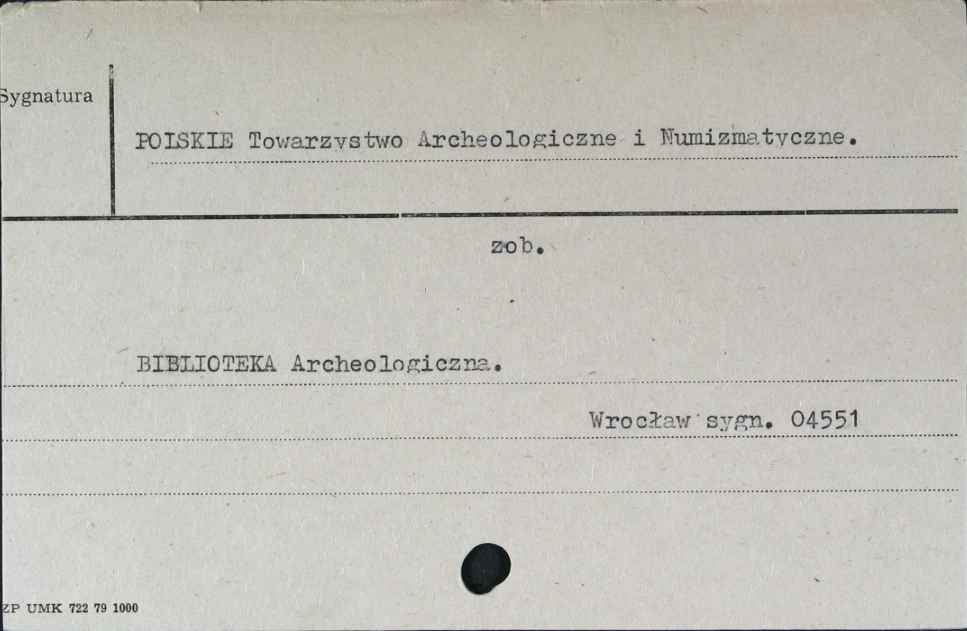 Sygnatura
POLSKIE Towarzystwo Archeologiczne i Numizmatyczne.
zob.
BIBLIOTEKA Archeologiczna.
Wrocław sygn. 04551
ZP UMK 722 79 1000